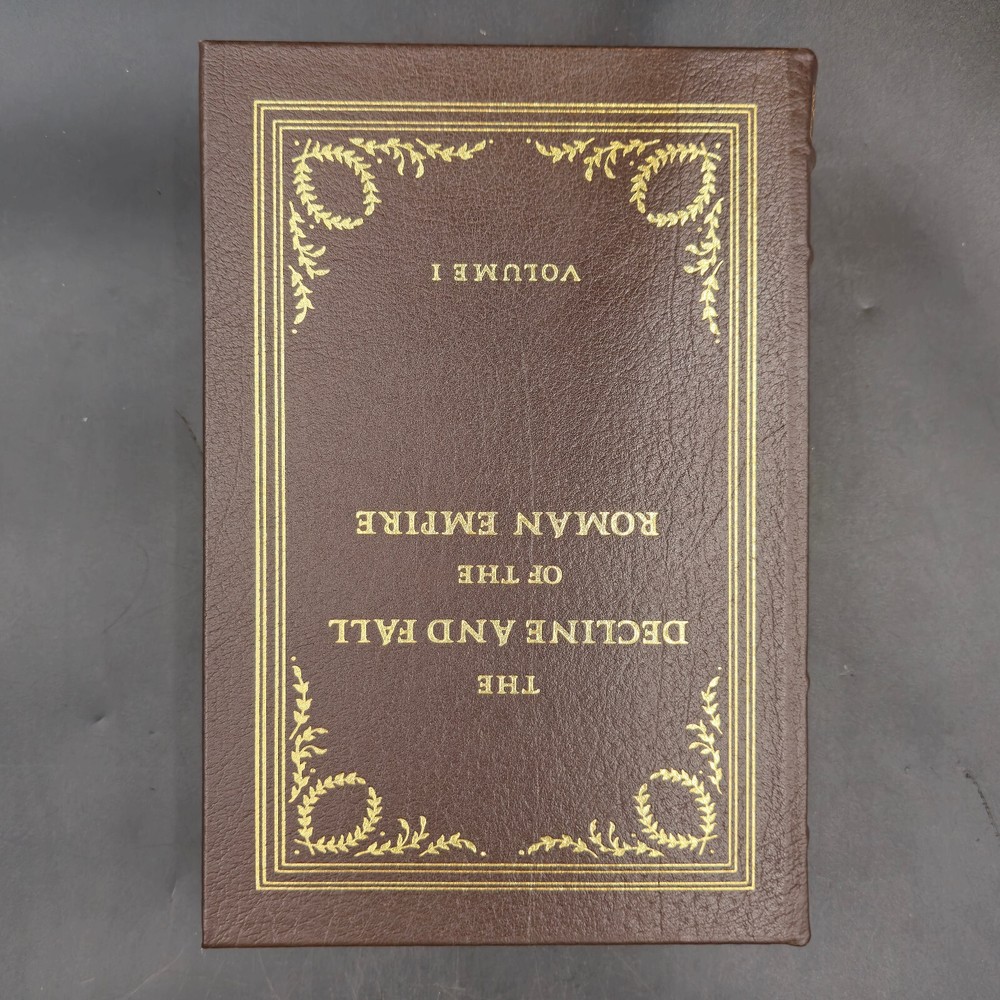 THE
DECLINE AND FALL
OF THE
ROMAN EMPIRE
VOLUME I